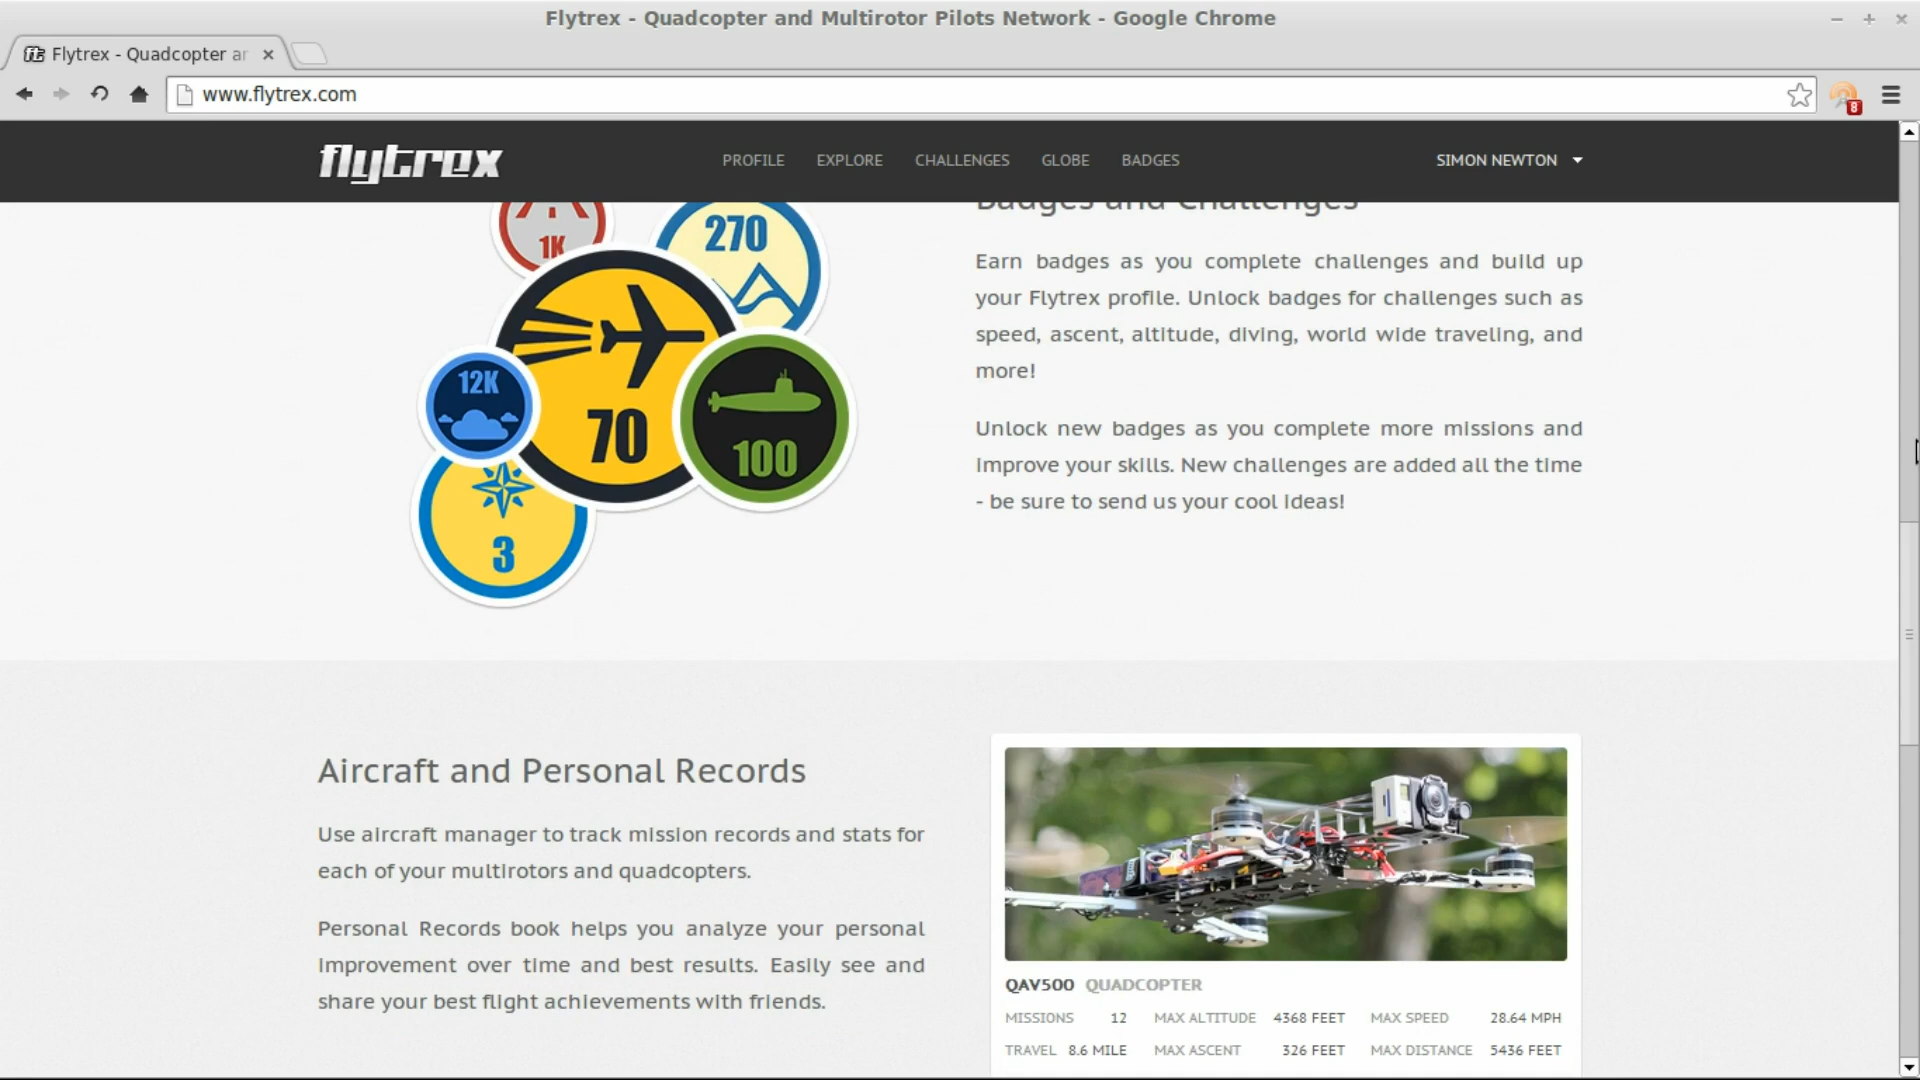 Flytrex - Quadcopter and Multirotor Pilots Network - Google Chrome
Flytrex - Quadcopter ar
www.flytrex.com
8
flytrex
PROFILE EXPLORE CHALLENGES GLOBE BADGES
SIMON NEWTON
Badges and Challenges
1K
270
12K
70
100
3
Earn badges as you complete challenges and build up
your Flytrex profile. Unlock badges for challenges such as
speed, ascent, altitude, diving, world wide traveling, and
more!
Unlock new badges as you complete more missions and
improve your skills. New challenges are added all the time
- be sure to send us your cool ideas!
Aircraft and Personal Records
Use aircraft manager to track mission records and stats for
each of your multirotors and quadcopters.
Personal Records book helps you analyze your personal
improvement over time and best results. Easily see and
share your best flight achievements with friends.
QAV500 QUADCOPTER
MISSIONS 12 MAX ALTITUDE 4368 FEET MAX SPEED 28.64 MPH
TRAVEL 8.6 MILE MAX ASCENT 326 FEET MAX DISTANCE 5436 FEET